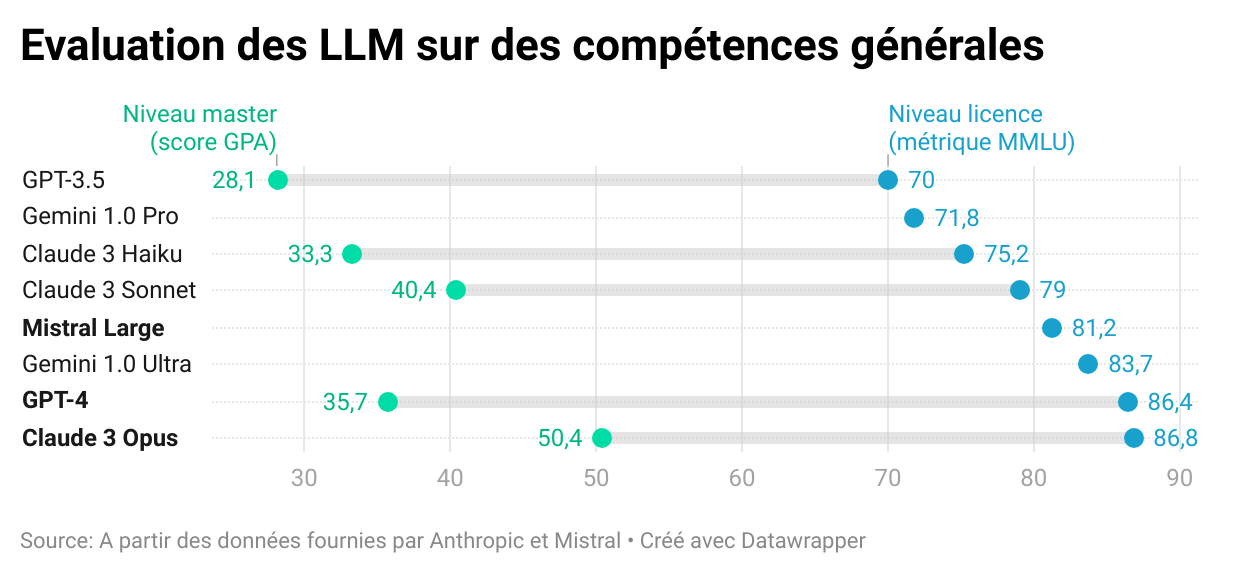 Evaluation des LLM sur des compétences générales
Niveau master
(score GPA)
Niveau licence
(métrique MMLU)
GPT-3.5 28,1 70
Gemini 1.0 Pro 71,8
Claude 3 Haiku 33,3 75,2
Claude 3 Sonnet 40,4 79
Mistral Large 81,2
Gemini 1.0 Ultra 83,7
GPT-4 35,7 86,4
Claude 3 Opus 50,4 86,8
30 40 50 60 70 80 90
Source: A partir des données fournies par Anthropic et Mistral • Créé avec Datawrapper